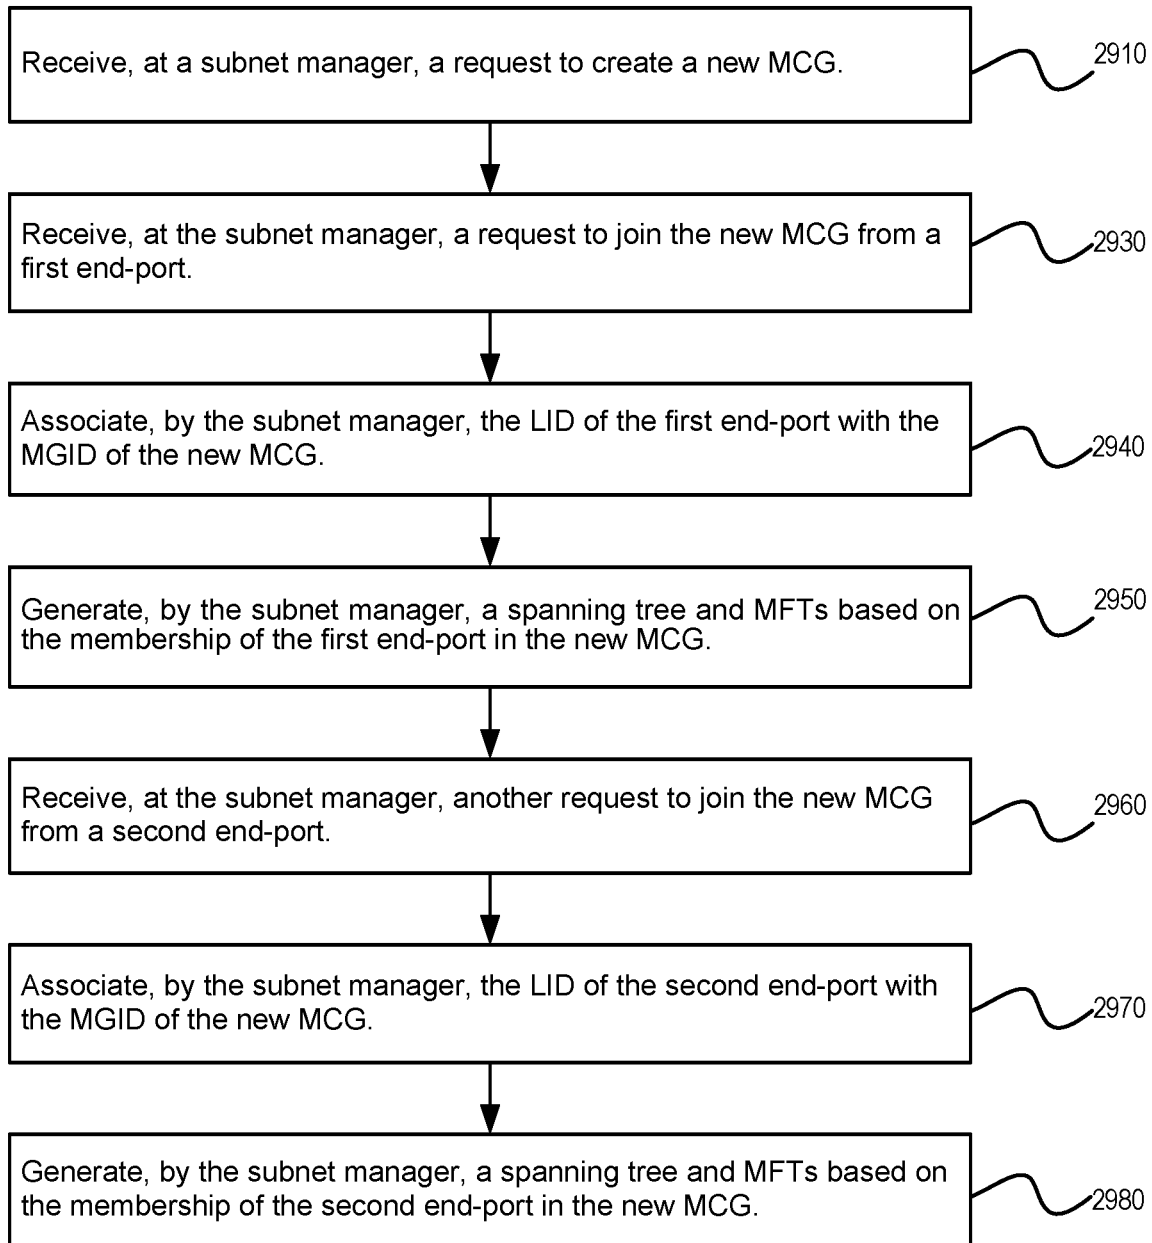 Receive, at a subnet manager, a request to create a new MCG.
2910
Receive, at the subnet manager, a request to join the new MCG from a
first end-port.
2930
Associate, by the subnet manager, the LID of the first end-port with the
MGID of the new MCG.
2940
Generate, by the subnet manager, a spanning tree and MFTs based on
the membership of the first end-port in the new MCG.
2950
Receive, at the subnet manager, another request to join the new MCG
from a second end-port.
2960
Associate, by the subnet manager, the LID of the second end-port with
the MGID of the new MCG.
2970
Generate, by the subnet manager, a spanning tree and MFTs based on
the membership of the second end-port in the new MCG.
2980